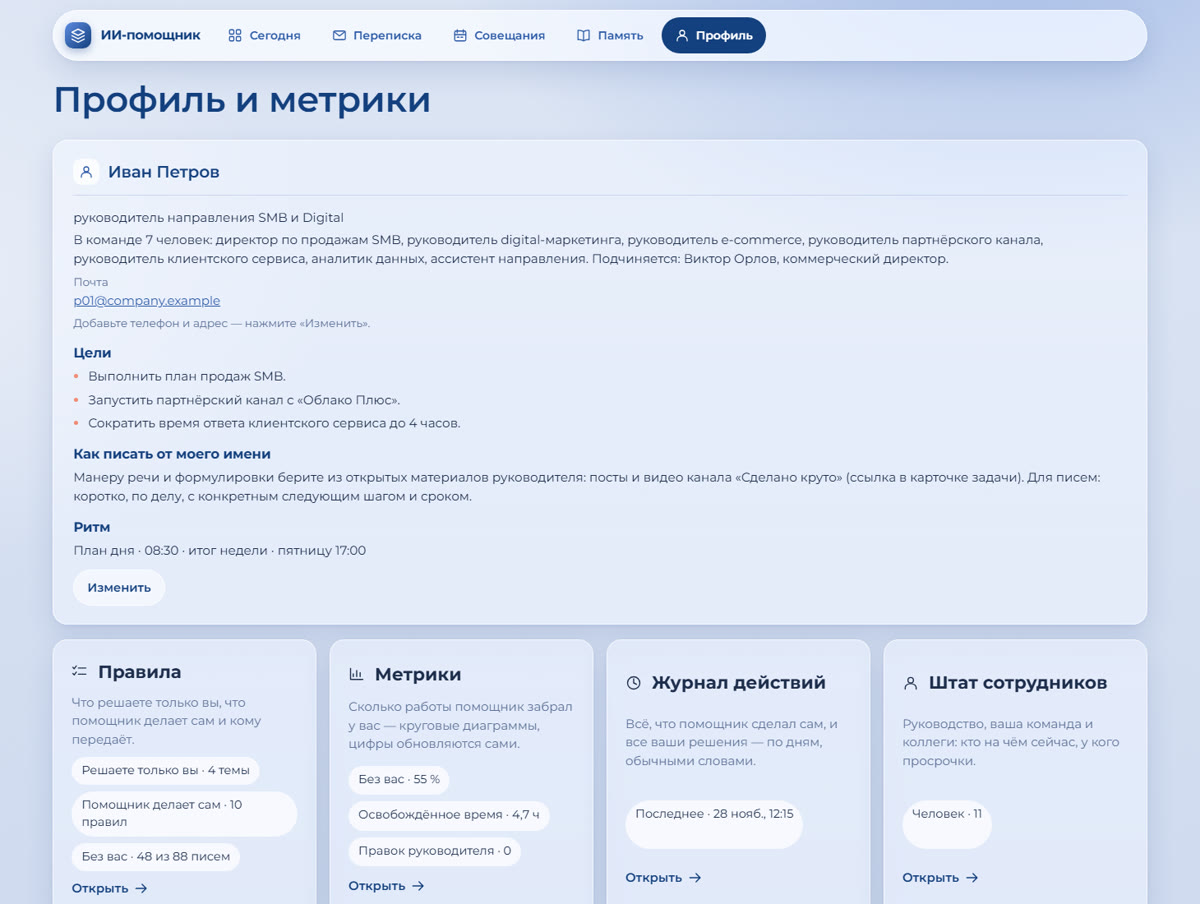 ИИ-помощник
Сегодня
Переписка
Совещания
Память
Профиль
Профиль и метрики
Иван Петров
руководитель направления SMB и Digital
В команде 7 человек: директор по продажам SMB, руководитель digital-маркетинга, руководитель e-commerce, руководитель партнёрского канала,
руководитель клиентского сервиса, аналитик данных, ассистент направления. Подчиняется: Виктор Орлов, коммерческий директор.
Почта
p01@company.example
Добавьте телефон и адрес — нажмите «Изменить».
Цели
Выполнить план продаж SMB.
Запустить партнёрский канал с «Облако Плюс».
Сократить время ответа клиентского сервиса до 4 часов.
Как писать от моего имени
Манеру речи и формулировки берите из открытых материалов руководителя: посты и видео канала «Сделано круто» (ссылка в карточке задачи). Для писем:
коротко, по делу, с конкретным следующим шагом и сроком.
Ритм
План дня · 08:30 · итог недели · пятницу 17:00
Изменить
Правила
Что решаете только вы, что
помощник делает сам и кому
передаёт.
Решаете только вы · 4 темы
Помощник делает сам · 10
правил
Без вас · 48 из 88 писем
Открыть →
Метрики
Сколько работы помощник забрал
у вас — круговые диаграммы,
цифры обновляются сами.
Без вас · 55 %
Освобождённое время · 4,7 ч
Правок руководителя · 0
Открыть →
Журнал действий
Всё, что помощник сделал сам, и
все ваши решения — по дням,
обычными словами.
Последнее · 28 нояб., 12:15
Открыть →
Штат сотрудников
Руководство, ваша команда и
коллеги: кто на чём сейчас, у кого
просрочки.
Человек · 11
Открыть →